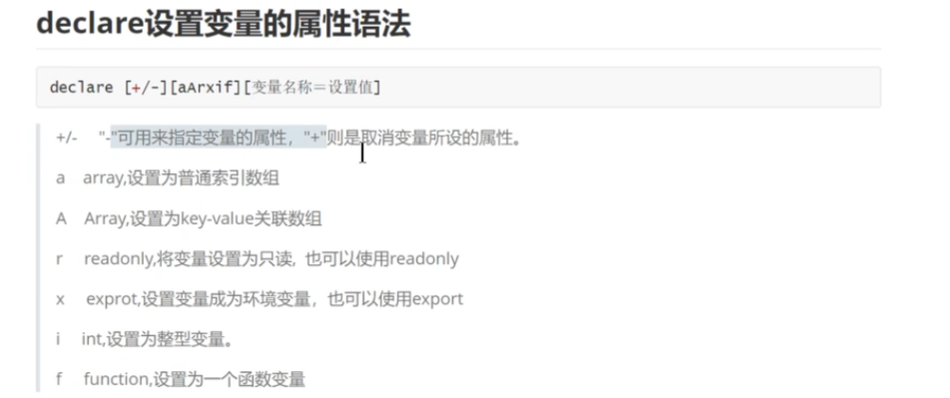 declare设置变量的属性语法
declare [+/-][aArxif][变量名称＝设置值]
+/- "-"可用来指定变量的属性，"+"则是取消变量所设的属性。
a array,设置为普通索引数组
A Array,设置为key-value关联数组
r readonly,将变量设置为只读, 也可以使用readonly
x exprot,设置变量成为环境变量，也可以使用export
i int,设置为整型变量。
f function,设置为一个函数变量